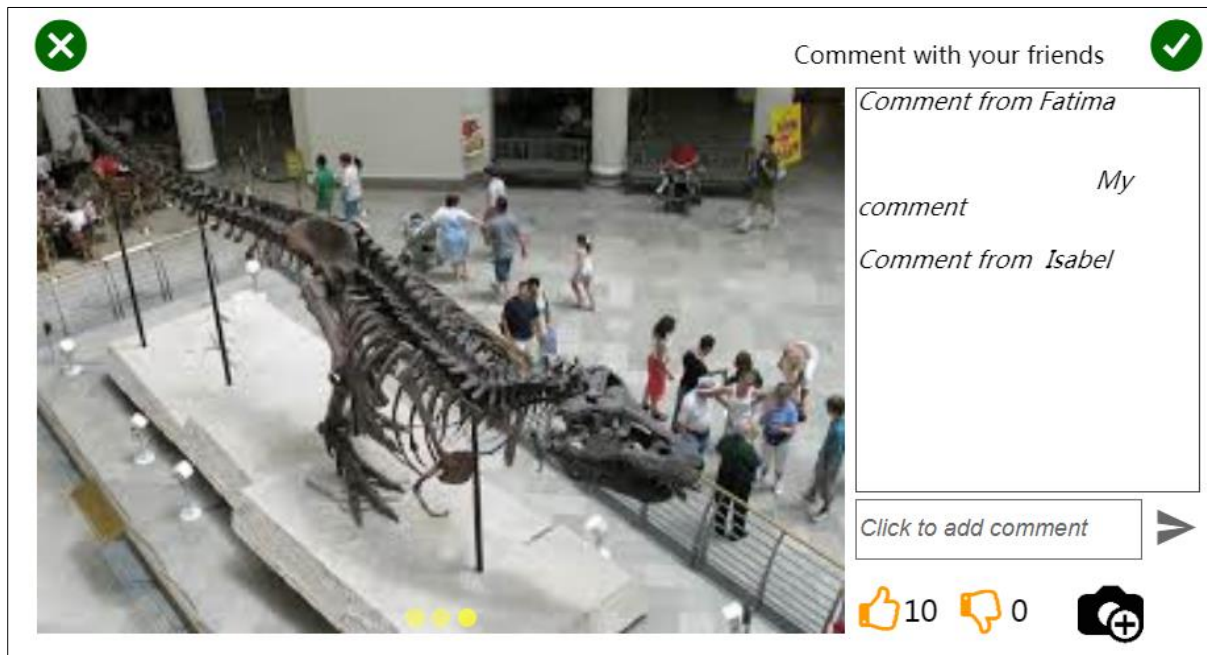 Comment with your friends
Comment from Fatima
My
comment
Comment from Isabel
Click to add comment
10 0